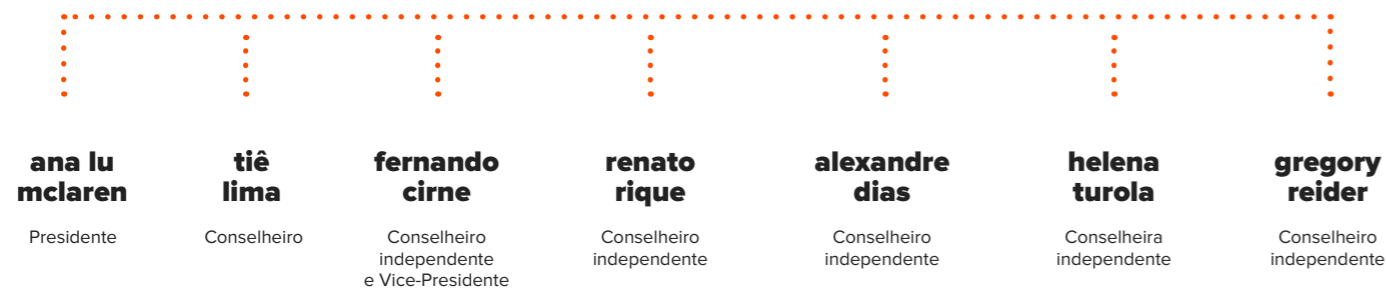 ana lu
mclaren
Presidente
tiê
lima
Conselheiro
fernando
cirne
Conselheiro
independente
e Vice-Presidente
renato
rique
Conselheiro
independente
alexandre
dias
Conselheiro
independente
helena
turola
Conselheira
independente
gregory
reider
Conselheiro
independente